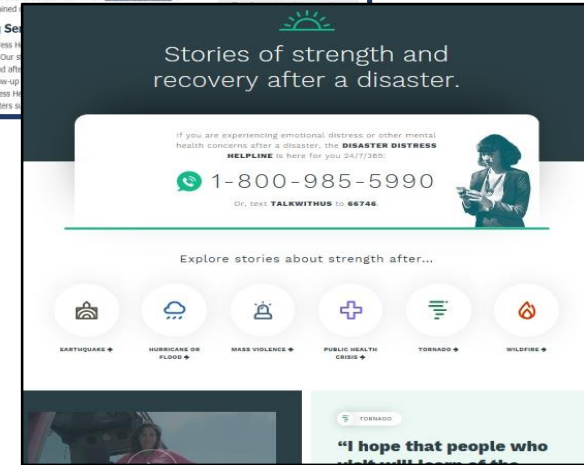 Stories of strength and
recovery after a disaster.
If you are experiencing emotional distress or other mental
health concerns after a disaster, the DISASTER DISTRESS
HELPLINE is here for you 24/7/365:
1-800-985-5990
Or, text TALKWITHUS to 66746.
Explore stories about strength after...
EARTHQUAKE →
HURRICANE OR
FLOOD →
MASS VIOLENCE →
PUBLIC HEALTH
CRISIS →
TORNADO →
WILDFIRE →
TORNADO
“I hope that people who